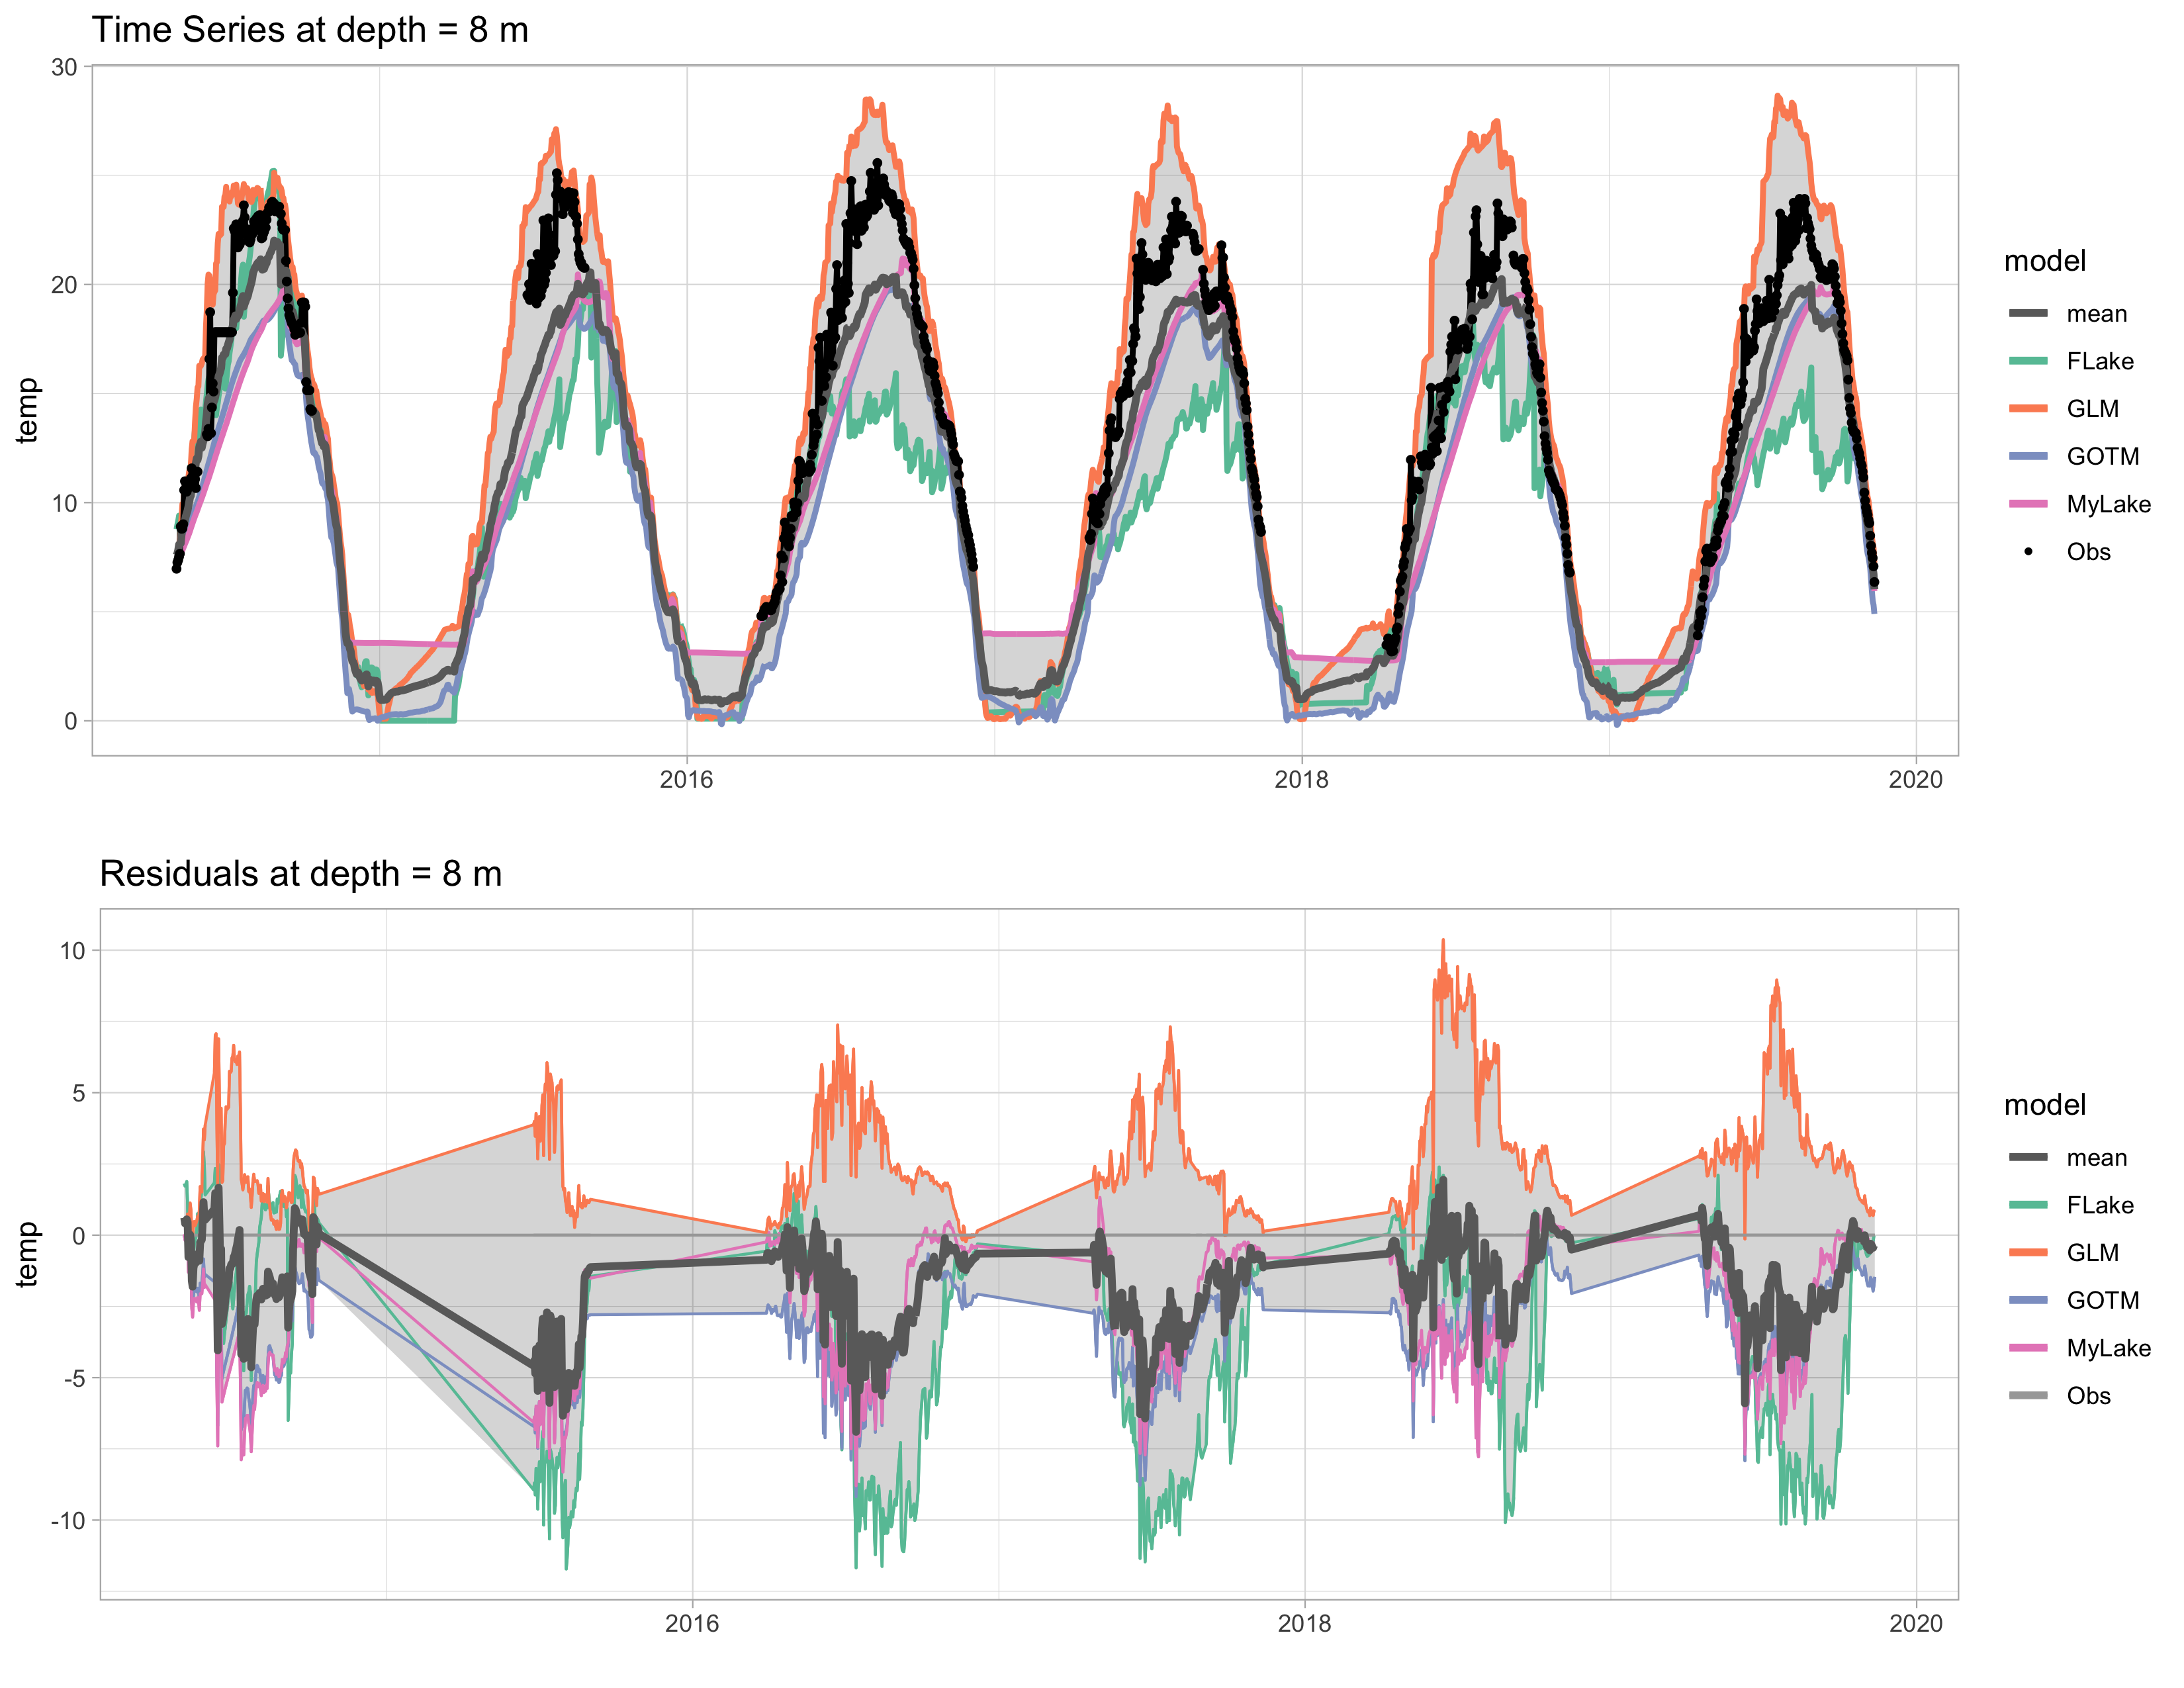 Time Series at depth = 8 m
30
20
10
0
temp
2016
2018
2020
model
mean
FLake
GLM
GOTM
MyLake
Obs
Residuals at depth = 8 m
10
5
0
-5
-10
temp
2016
2018
2020
model
mean
FLake
GLM
GOTM
MyLake
Obs